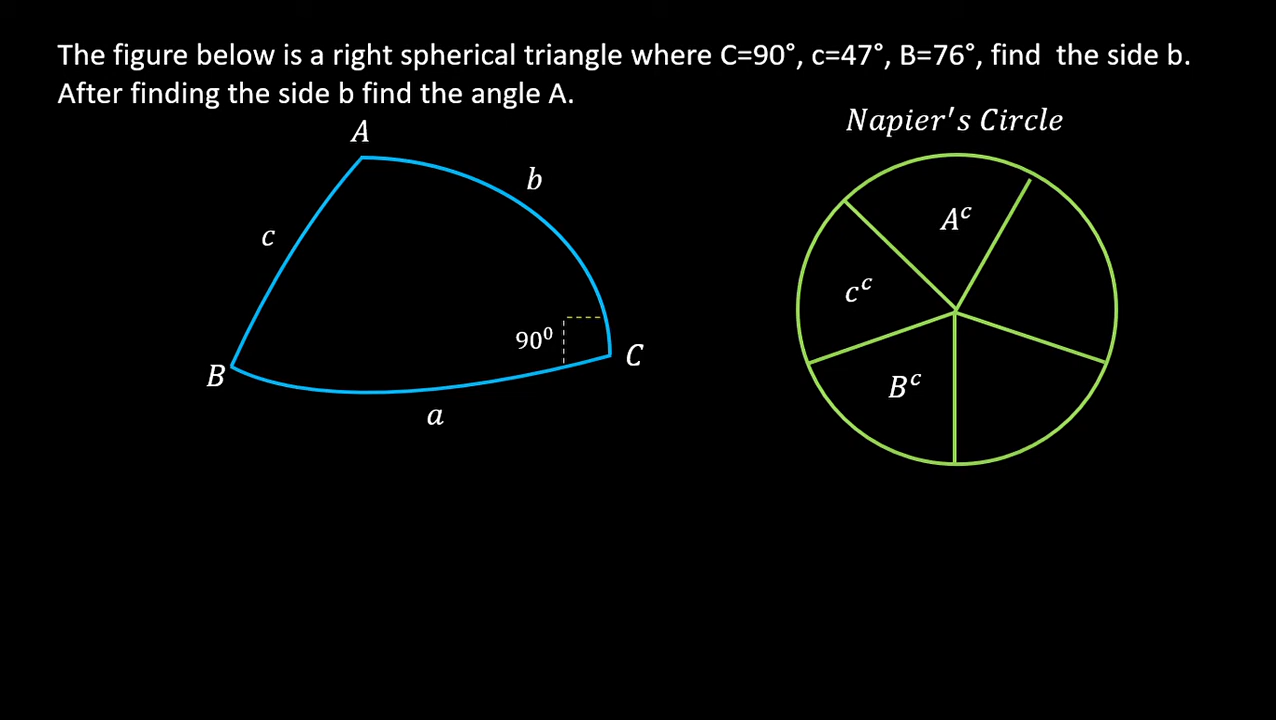 The figure below is a right spherical triangle where C=90°, c=47°, B=76°, find  the side b.
After finding the side b find the angle A.
Napier's Circle
A
b
c
Aᶜ
cᶜ
90⁰
C
B
Bᶜ
a